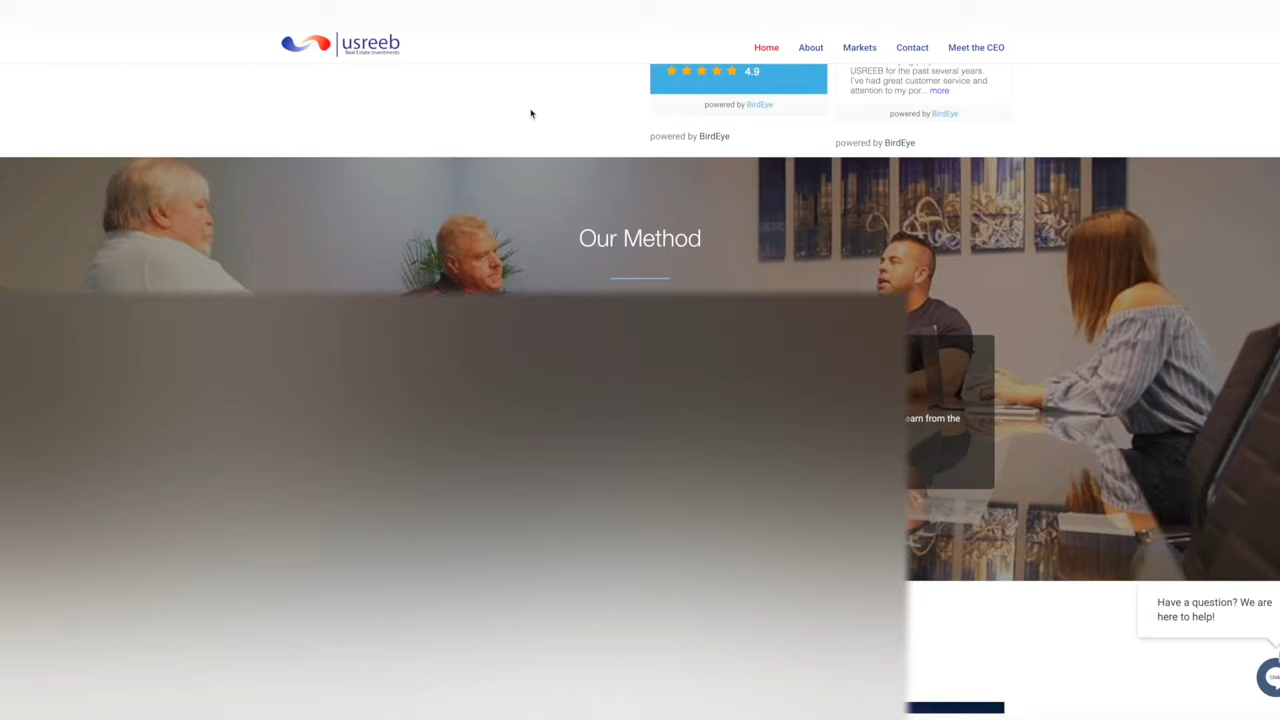 usreeb
Real Estate Investments
Home About Markets Contact Meet the CEO
4.9
powered by BirdEye
powered by BirdEye
USREEB for the past several years.
I've had great customer service and
attention to my por... more
powered by BirdEye
powered by BirdEye
Our Method
earn from the
Have a question? We are
here to help!